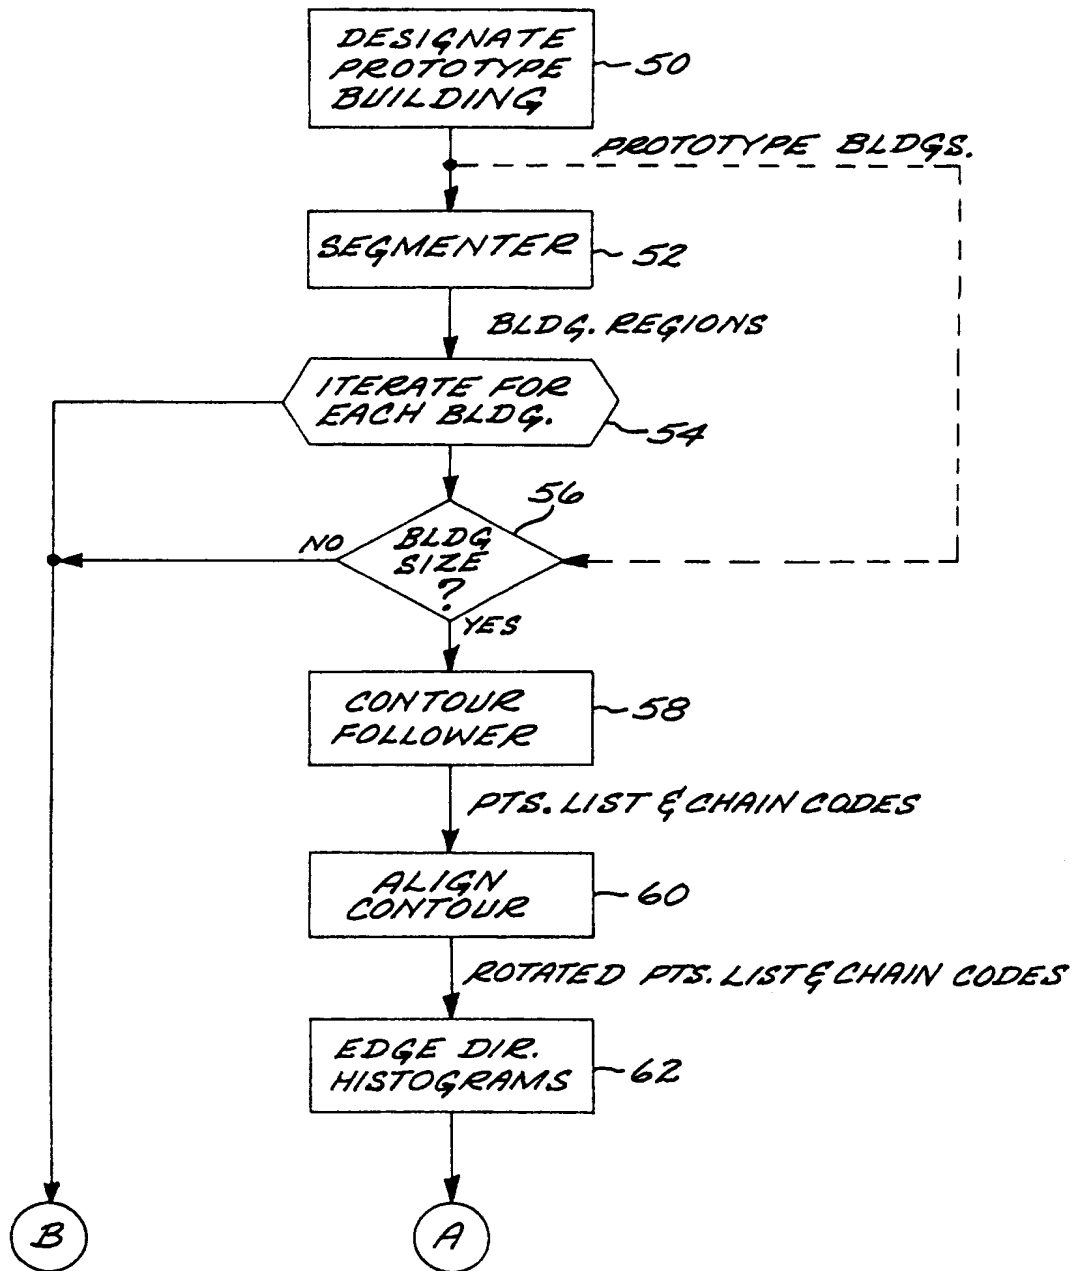 DESIGNATE
PROTOTYPE
BUILDING
50
PROTOTYPE BLDGS.
SEGMENTER
52
BLDG. REGIONS
ITERATE FOR
EACH BLDG.
54
56
NO
BLDG
SIZE
?
YES
CONTOUR
FOLLOWER
58
PTS. LIST & CHAIN CODES
ALIGN
CONTOUR
60
ROTATED PTS. LIST & CHAIN CODES
EDGE DIR.
HISTOGRAMS
62
B
A